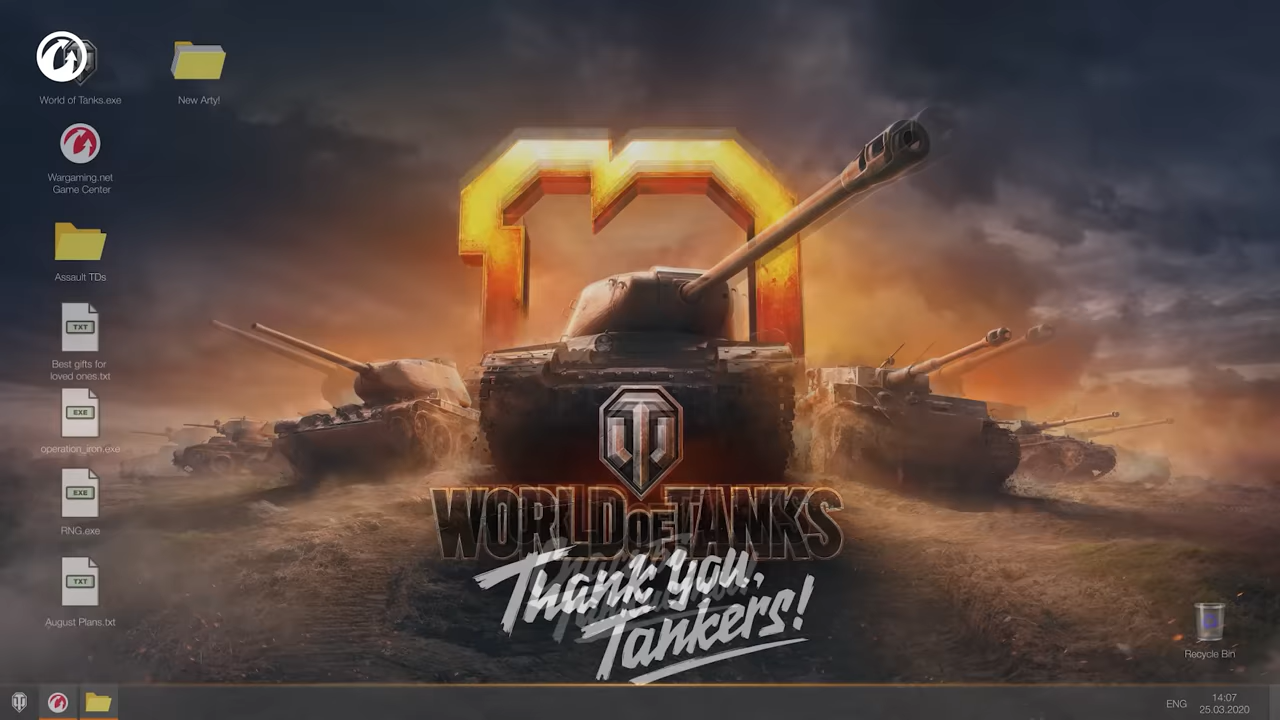 World of Tanks.exe
New Arty!
Wargaming.net
Game Center
Assault TDs
TXT
Best gifts for
loved ones.txt
EXE
operation_iron.exe
EXE
RNG.exe
TXT
August Plans.txt
10
WORLD OF TANKS
Thank you,
Tankers!
Recycle Bin
ENG
14:07
25.03.2020